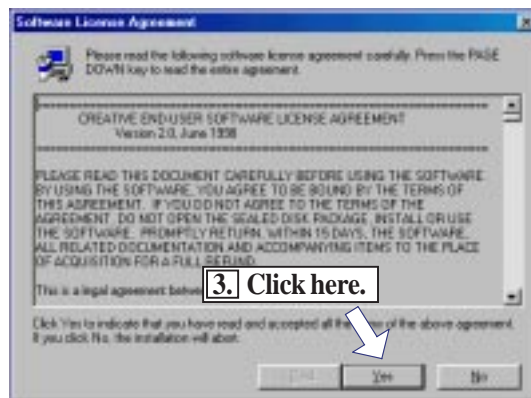 Software License Agreement
Please read the following software license agreement carefully. Press the PAGE
DOWN key to read the entire agreement.
CREATIVE END-USER SOFTWARE LICENSE AGREEMENT
Version 2.0, June 1998
PLEASE READ THIS DOCUMENT CAREFULLY BEFORE USING THE SOFTWARE.
BY USING THE SOFTWARE, YOU AGREE TO BE BOUND BY THE TERMS OF
THIS AGREEMENT. IF YOU DO NOT AGREE TO THE TERMS OF THE
AGREEMENT, DO NOT OPEN THE SEALED DISK PACKAGE, INSTALL OR USE
THE SOFTWARE. PROMPTLY RETURN, WITHIN 15 DAYS, THE SOFTWARE,
ALL RELATED DOCUMENTATION AND ACCOMPANYING ITEMS TO THE PLACE
OF ACQUISITION FOR A FULL REFUND.
This is a legal agreement betwe
3. Click here.
Click Yes to indicate that you have read and accepted all the of the above agreement.
If you click No, the installation will abort.
Yes
No